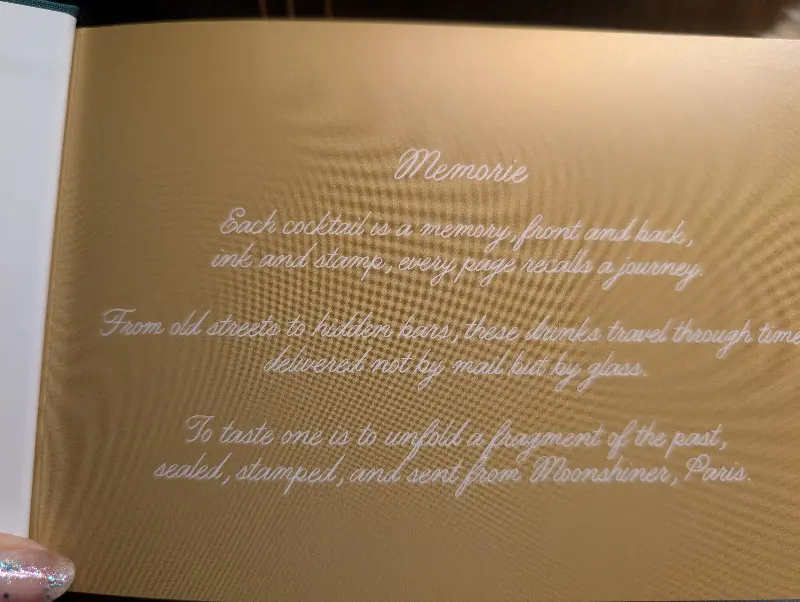 Memorie
Each cocktail is a memory, front and back,
ink and stamp, every page recalls a journey.
From old streets to hidden bars, these drinks travel through time
delivered not by mail but by glass.
To taste one is to unfold a fragment of the past,
sealed, stamped, and sent from Moonshiner, Paris.